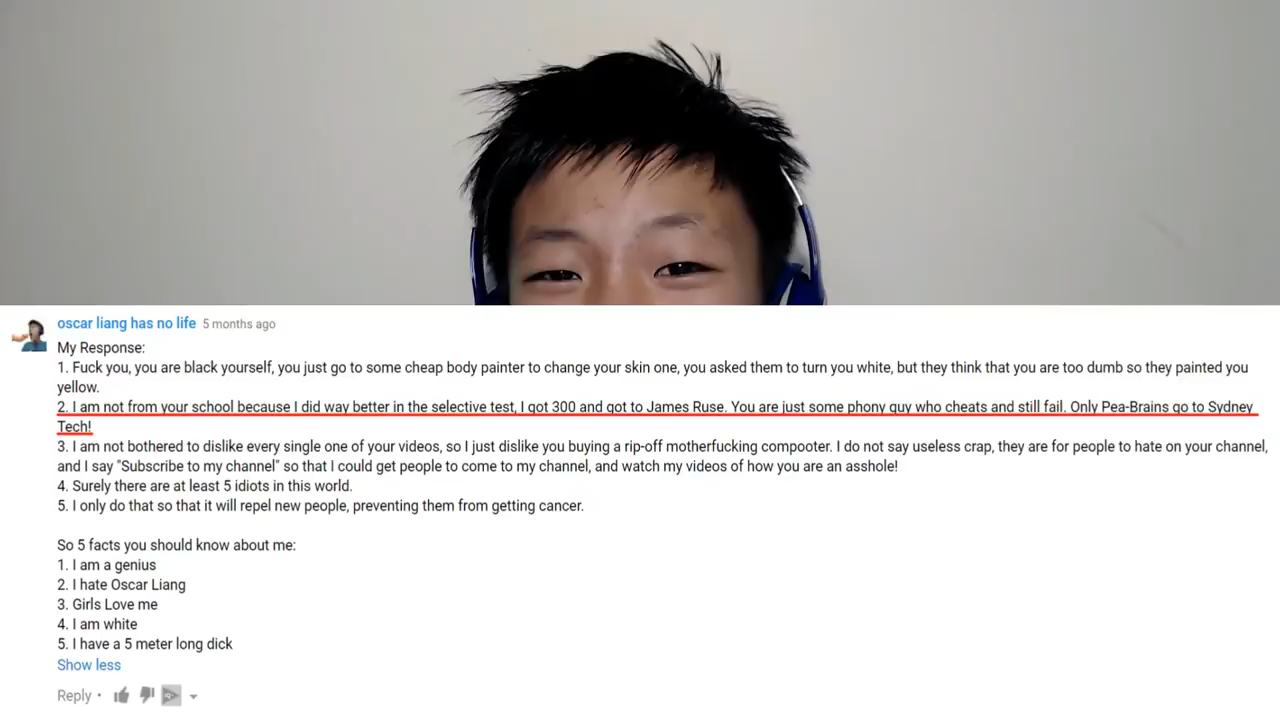 oscar liang has no life 5 months ago
My Response:
1. Fuck you, you are black yourself, you just go to some cheap body painter to change your skin one, you asked them to turn you white, but they think that you are too dumb so they painted you
yellow.
2. I am not from your school because I did way better in the selective test, I got 300 and got to James Ruse. You are just some phony guy who cheats and still fail. Only Pea-Brains go to Sydney
Tech!
3. I am not bothered to dislike every single one of your videos, so I just dislike you buying a rip-off motherfucking compooter. I do not say useless crap, they are for people to hate on your channel,
and I say "Subscribe to my channel" so that I could get people to come to my channel, and watch my videos of how you are an asshole!
4. Surely there are at least 5 idiots in this world.
5. I only do that so that it will repel new people, preventing them from getting cancer.
So 5 facts you should know about me:
1. I am a genius
2. I hate Oscar Liang
3. Girls Love me
4. I am white
5. I have a 5 meter long dick
Show less
Reply •